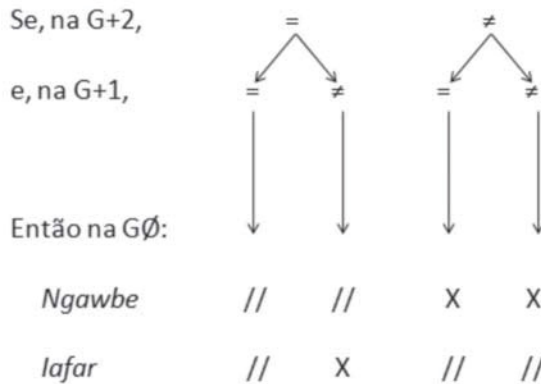 Se, na G+2, = ≠
e, na G+1, = ≠ = ≠
Então na GØ:
Ngawbe // // X X
Iafar // X // //